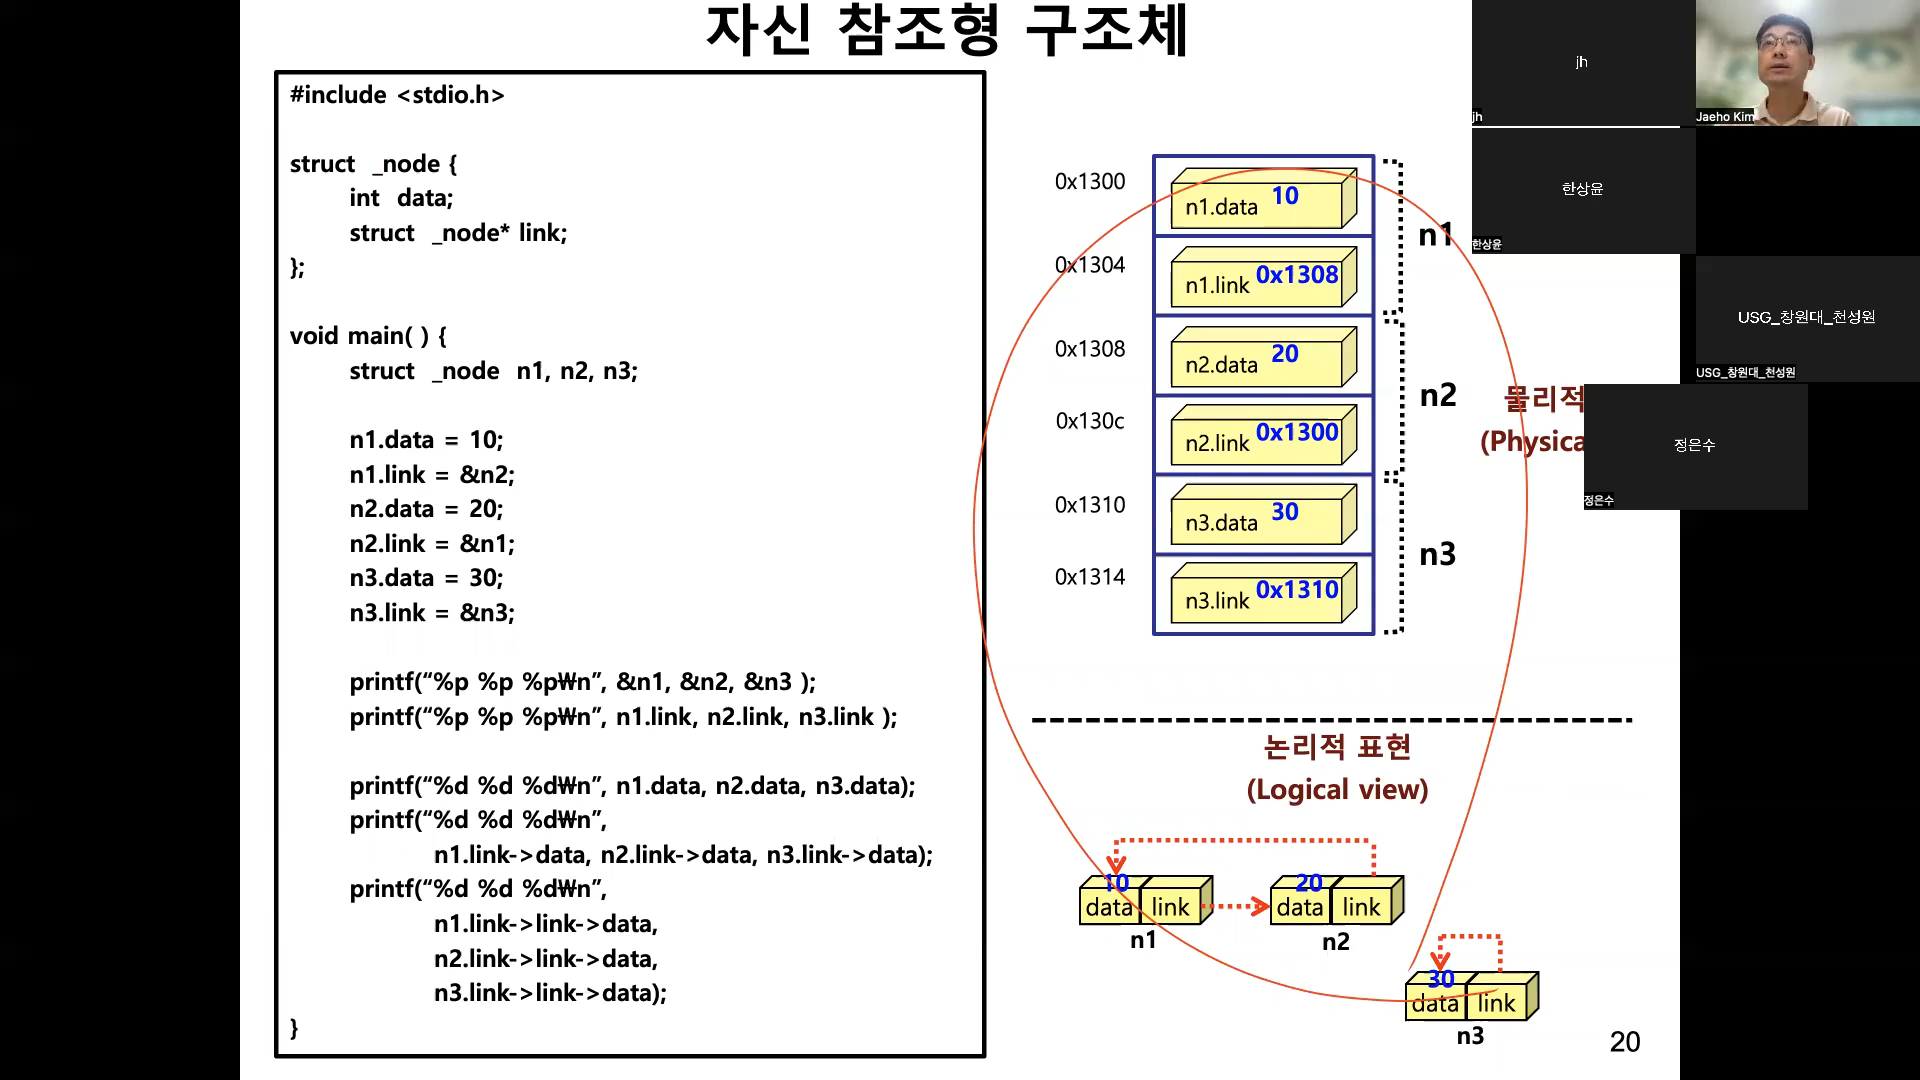 자신 참조형 구조체
#include <stdio.h>
struct _node {
int data;
struct _node* link;
};
void main( ) {
struct _node n1, n2, n3;
n1.data = 10;
n1.link = &n2;
n2.data = 20;
n2.link = &n1;
n3.data = 30;
n3.link = &n3;
printf(“%p %p %p₩n”, &n1, &n2, &n3 );
printf(“%p %p %p₩n”, n1.link, n2.link, n3.link );
printf(“%d %d %d₩n”, n1.data, n2.data, n3.data);
printf(“%d %d %d₩n”,
n1.link->data, n2.link->data, n3.link->data);
printf(“%d %d %d₩n”,
n1.link->link->data,
n2.link->link->data,
n3.link->link->data);
}
0x1300
n1.data 10
0x1304
n1.link 0x1308
n1
0x1308
n2.data 20
0x130c
n2.link 0x1300
n2
0x1310
n3.data 30
0x1314
n3.link 0x1310
n3
물리적
(Physica
논리적 표현
(Logical view)
10
data link
n1
20
data link
n2
30
data link
n3
20
jh
jh
Jaeho Kim
한상윤
한상윤
USG_창원대_천성원
USG_창원대_천성원
정은수
정은수